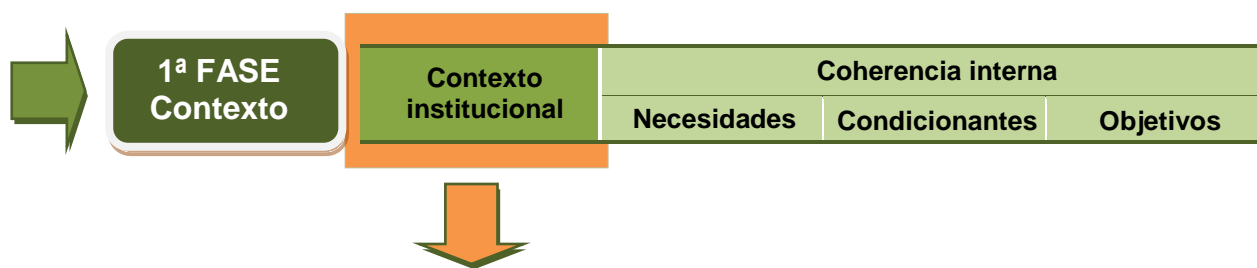 1ª FASE
Contexto
Contexto
institucional
Coherencia interna
Necesidades
Condicionantes
Objetivos